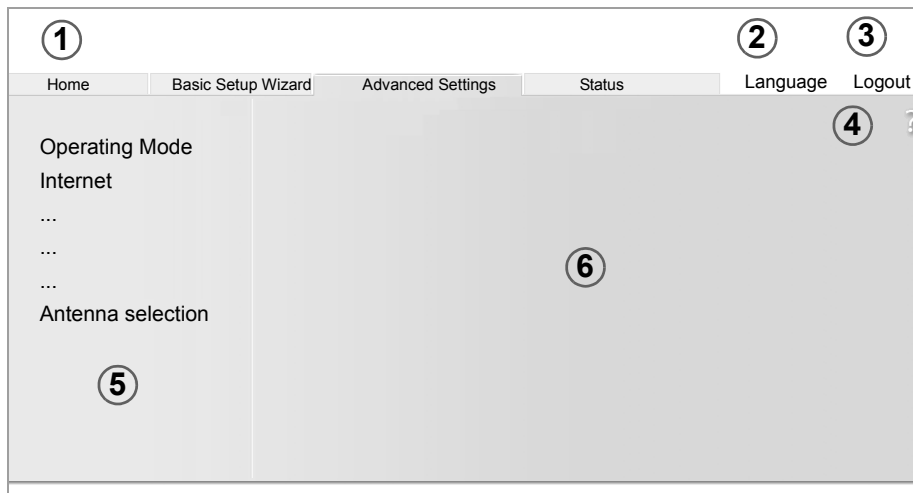 1 2 3
Home Basic Setup Wizard Advanced Settings Status Language Logout
4 ?
Operating Mode
Internet
...
...
6
...
Antenna selection
5